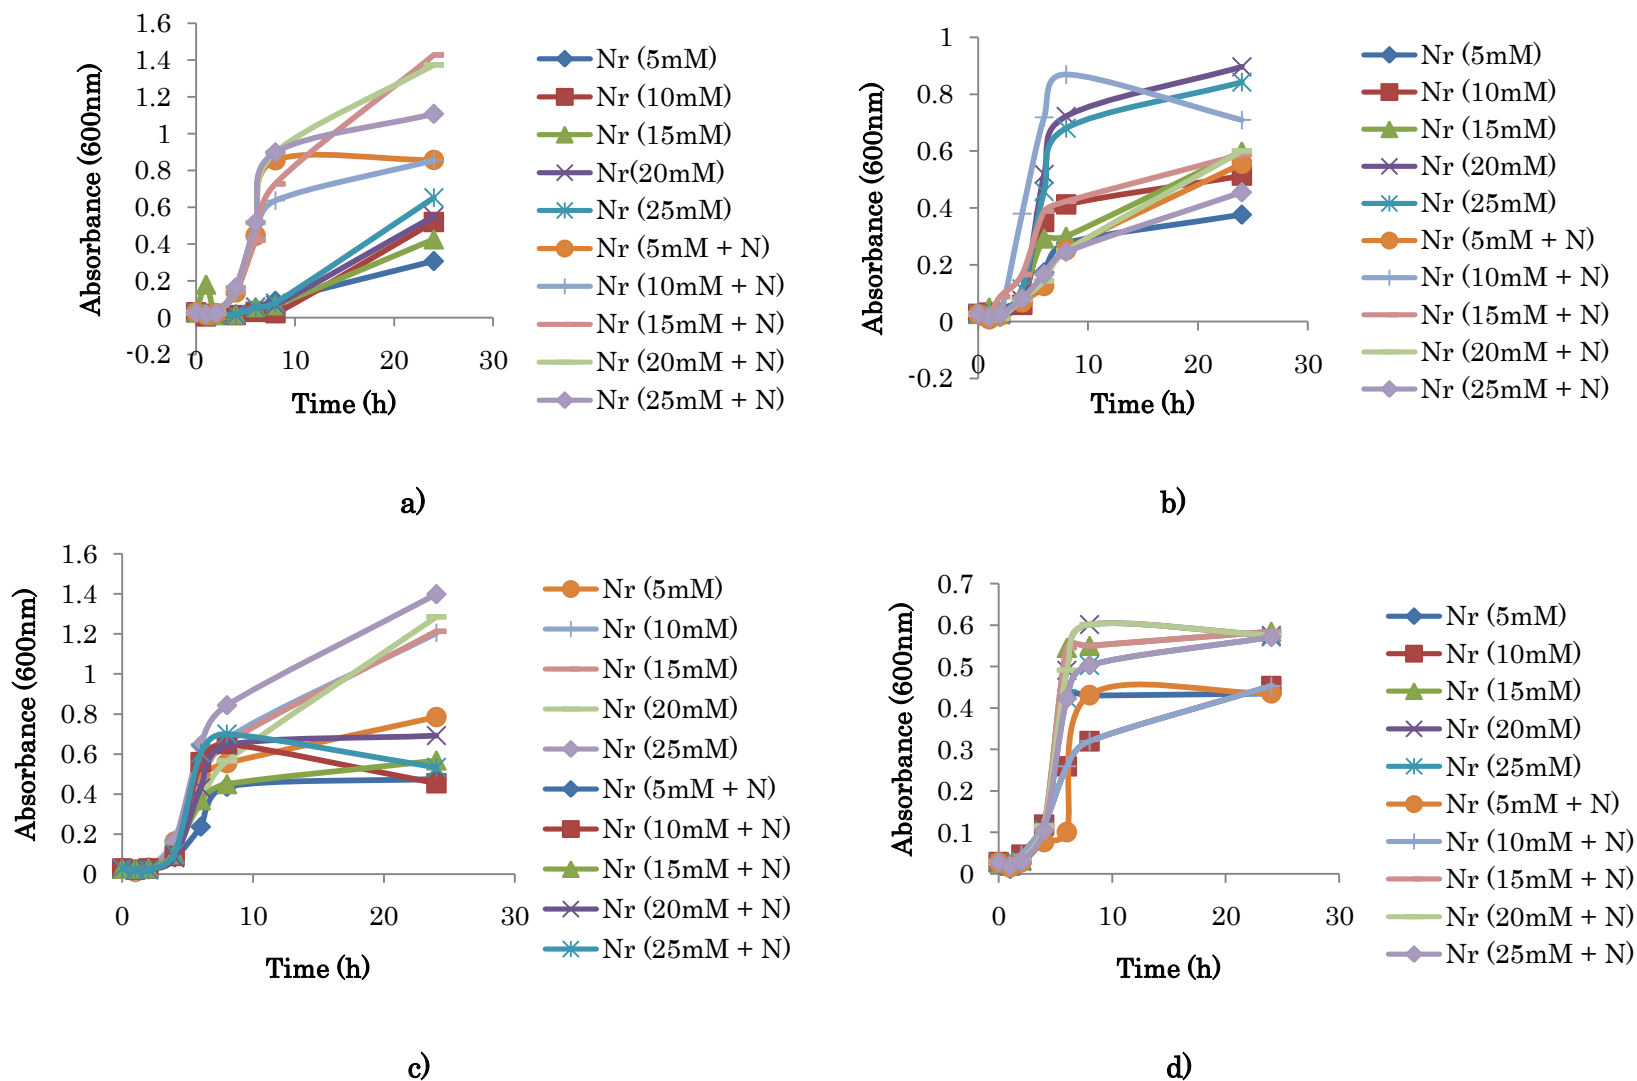 1.6
1.4
1.2
1
0.8
0.6
0.4
0.2
0
-0.2
0
10
20
30
Absorbance (600nm)
Time (h)
Nr (5mM)
Nr (10mM)
Nr (15mM)
Nr(20mM)
Nr (25mM)
Nr (5mM + N)
Nr (10mM + N)
Nr (15mM + N)
Nr (20mM + N)
Nr (25mM + N)
a)
1
0.8
0.6
0.4
0.2
0
-0.2
0
10
20
30
Absorbance (600nm)
Time (h)
Nr (5mM)
Nr (10mM)
Nr (15mM)
Nr (20mM)
Nr (25mM)
Nr (5mM + N)
Nr (10mM + N)
Nr (15mM + N)
Nr (20mM + N)
Nr (25mM + N)
b)
1.6
1.4
1.2
1
0.8
0.6
0.4
0.2
0
0
10
20
30
Absorbance (600nm)
Time (h)
Nr (5mM)
Nr (10mM)
Nr (15mM)
Nr (20mM)
Nr (25mM)
Nr (5mM + N)
Nr (10mM + N)
Nr (15mM + N)
Nr (20mM + N)
Nr (25mM + N)
c)
0.7
0.6
0.5
0.4
0.3
0.2
0.1
0
0
10
20
30
Absorbance (600nm)
Time (h)
Nr (5mM)
Nr (10mM)
Nr (15mM)
Nr (20mM)
Nr (25mM)
Nr (5mM + N)
Nr (10mM + N)
Nr (15mM + N)
Nr (20mM + N)
Nr (25mM + N)
d)